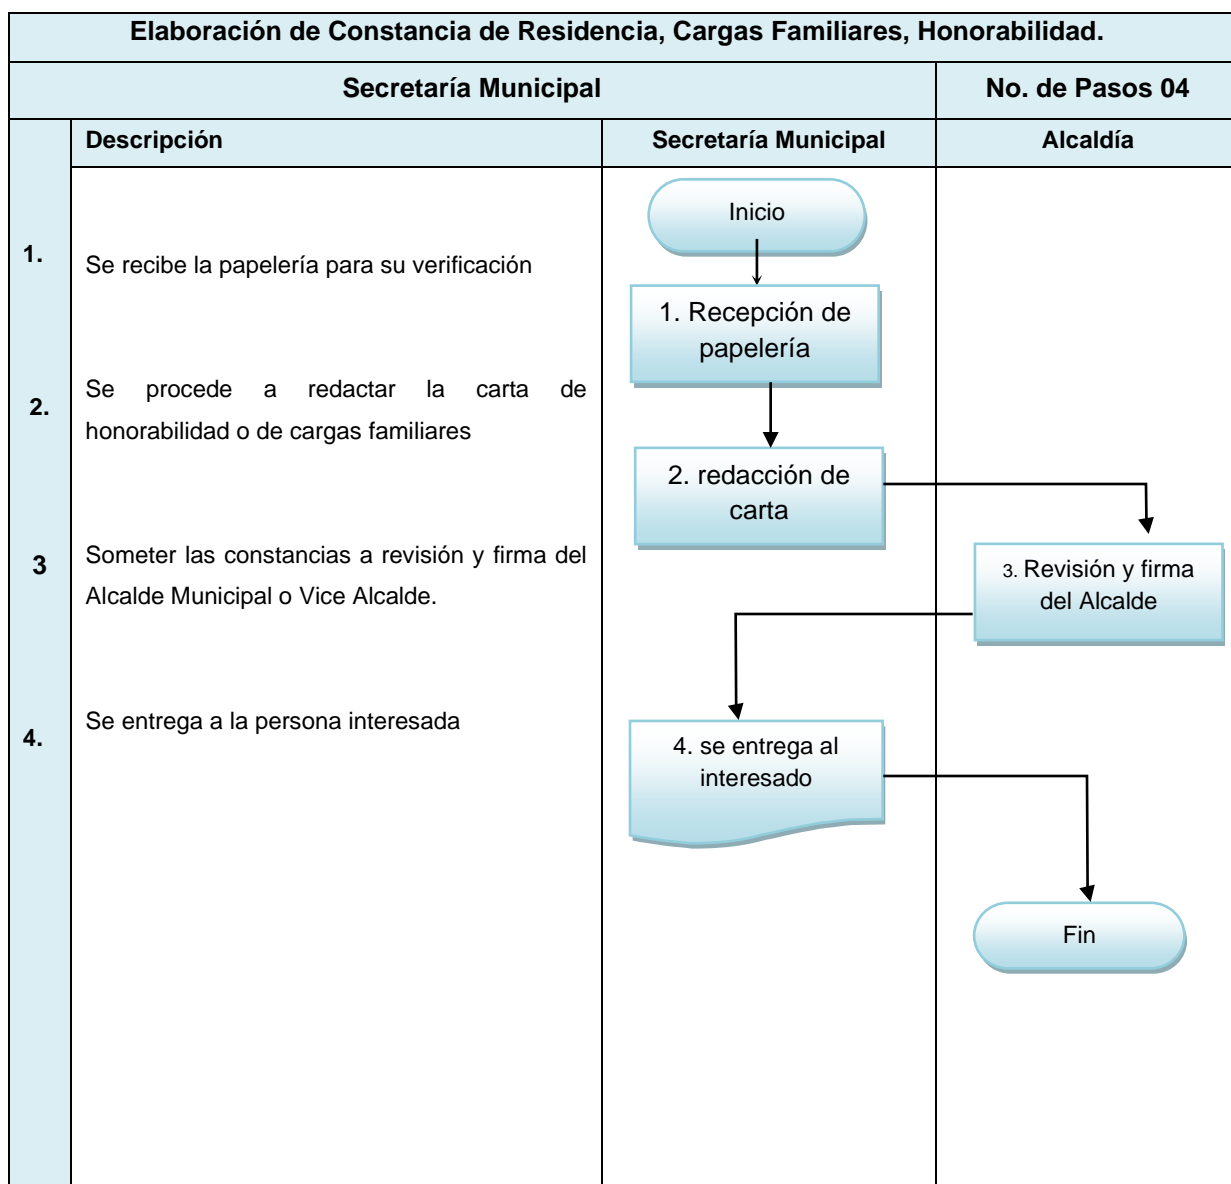 Elaboración de Constancia de Residencia, Cargas Familiares, Honorabilidad.
Secretaría Municipal
No. de Pasos 04
Descripción
Secretaría Municipal
Alcaldía
1.
Se recibe la papelería para su verificación
2.
Se procede a redactar la carta de
honorabilidad o de cargas familiares
3
Someter las constancias a revisión y firma del
Alcalde Municipal o Vice Alcalde.
4.
Se entrega a la persona interesada
Inicio
1. Recepción de
papelería
2. redacción de
carta
3. Revisión y firma
del Alcalde
4. se entrega al
interesado
Fin